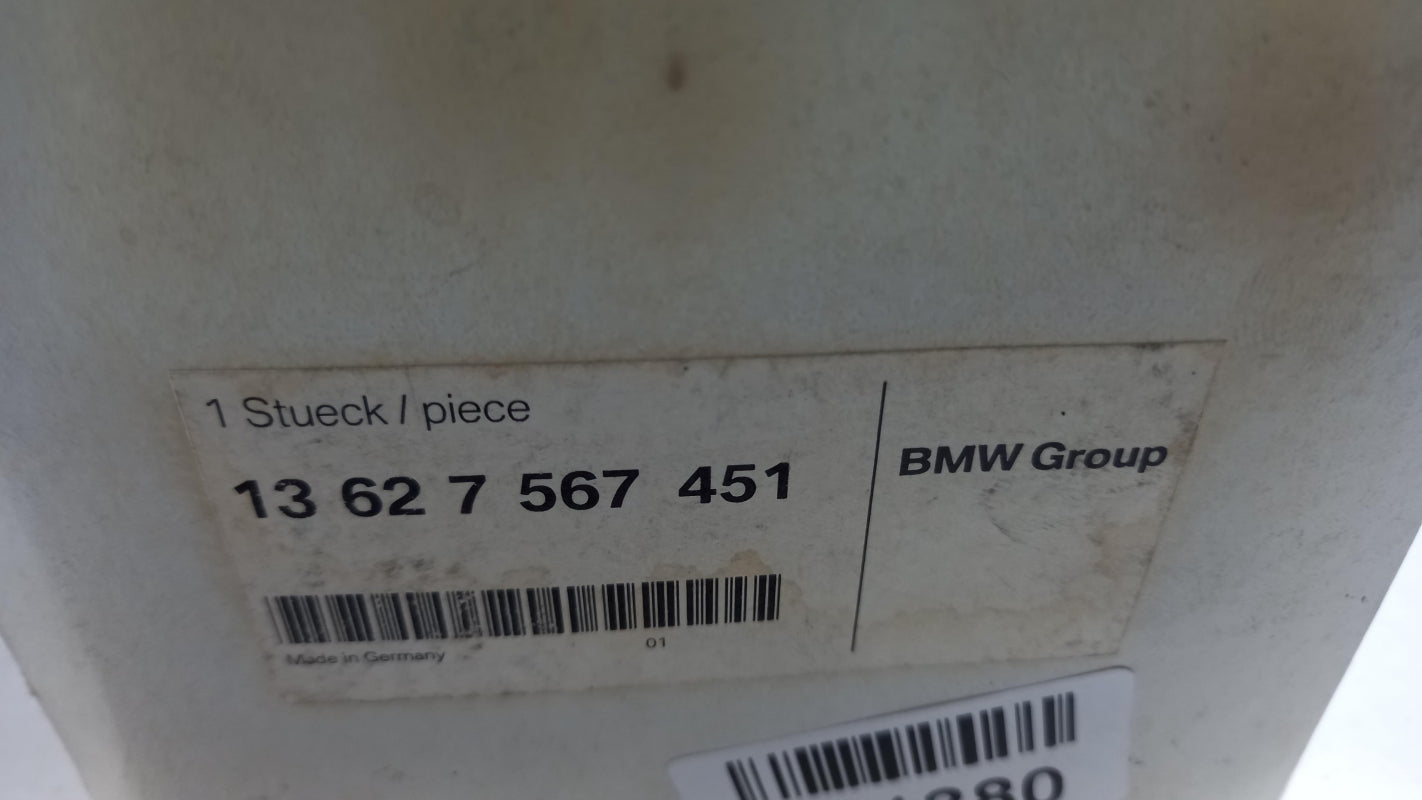 1 Stueck / piece
13 62 7 567 451
BMW Group
01
Made in Germany